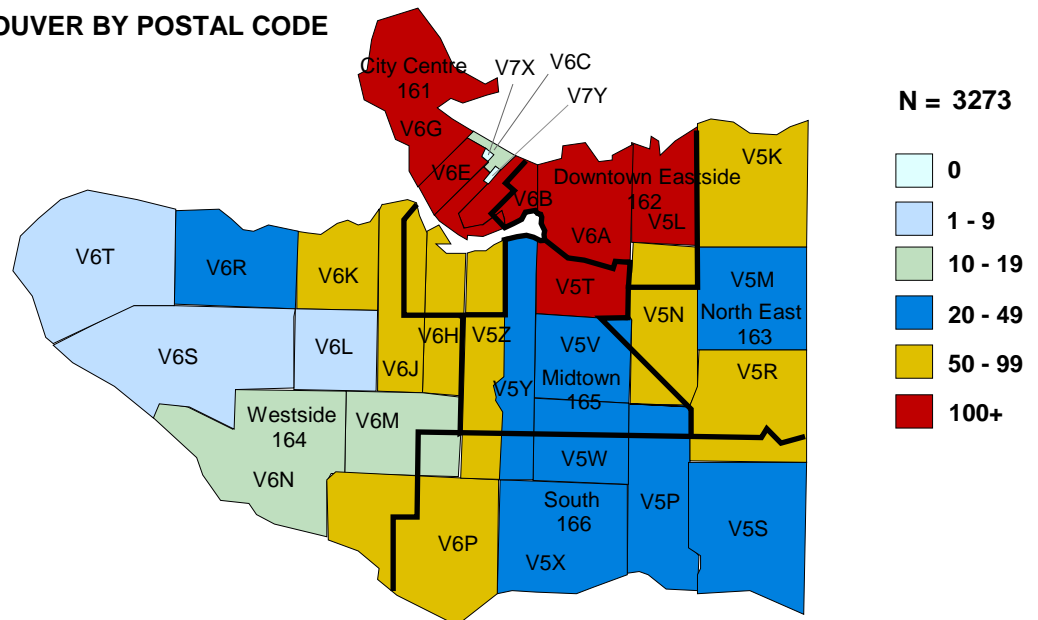 OUVER BY POSTAL CODE
City Centre
161
V7X
V6C
V7Y
V6G
V6E
V6B
Downtown Eastside
162
V5L
V6A
V5K
V6T
V6R
V6K
V5T
V5M
North East
163
V6S
V6L
V6J
V6H
V5Z
V5Y
V5V
Midtown
165
V5N
V5R
Westside
164
V6M
V6N
V5W
South
166
V5P
V5S
V6P
V5X
N = 3273
0
1 - 9
10 - 19
20 - 49
50 - 99
100+